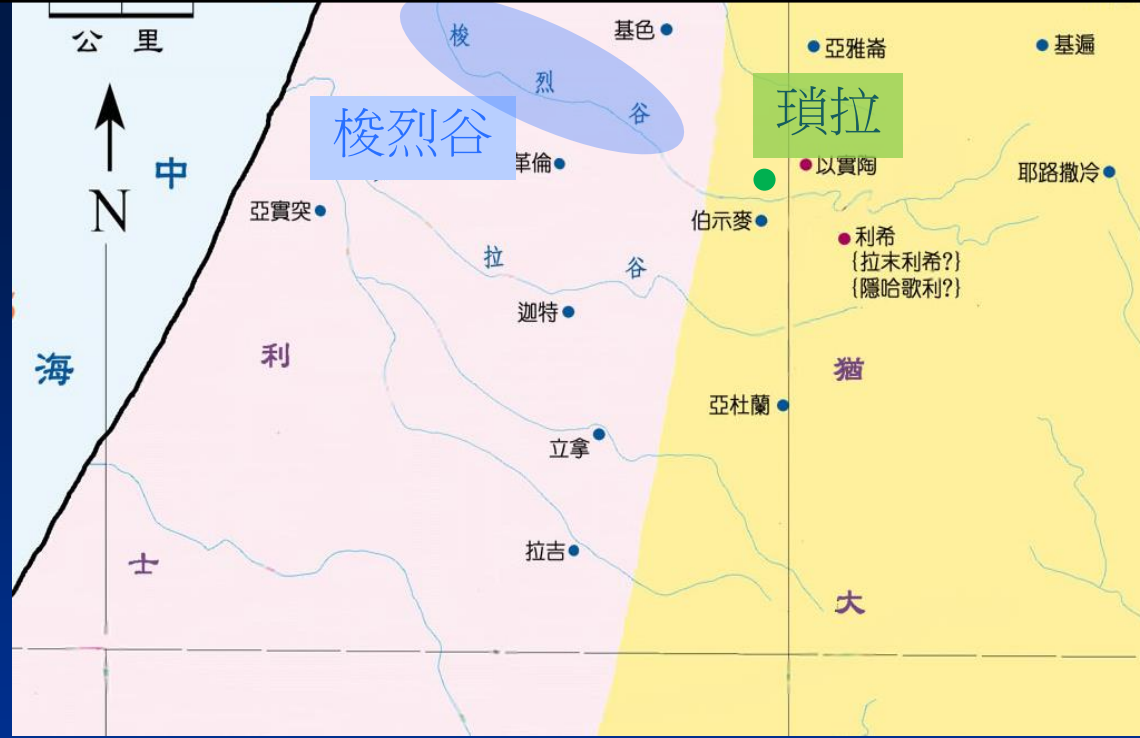 公里
梭
烈
谷
基色
亞雅崙
基遍
瑣拉
梭烈谷
革倫
以實陶
耶路撒冷
中
N
亞實突
伯示麥
利希
{拉末利希?}
{隱哈歌利?}
拉
谷
迦特
海
利
猶
亞杜蘭
立拿
拉吉
士
大